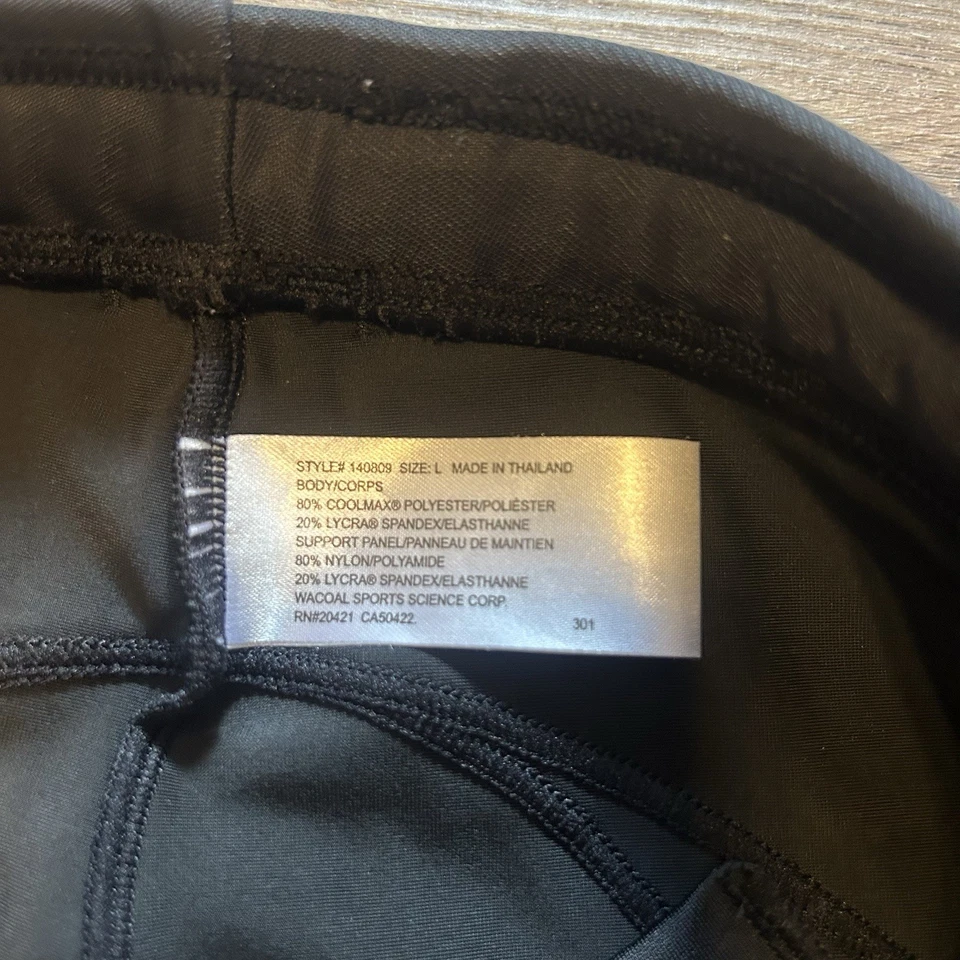 STYLE# 140809 SIZE: L MADE IN THAILAND
BODY/CORPS
80% COOLMAX® POLYESTER/POLIÉSTER
20% LYCRA® SPANDEX/ELASTHANNE
SUPPORT PANEL/PANNEAU DE MAINTIEN
80% NYLON/POLYAMIDE
20% LYCRA® SPANDEX/ELASTHANNE
WACOAL SPORTS SCIENCE CORP.
RN#20421 CA50422. 301